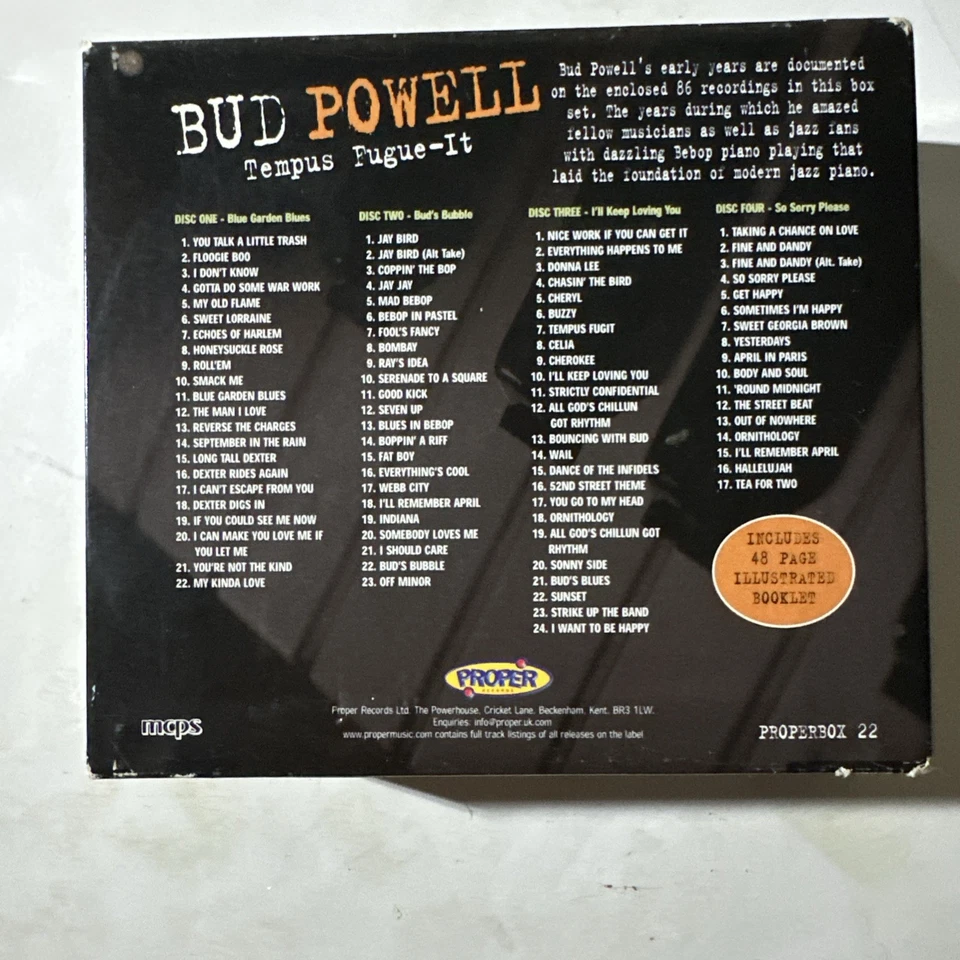 BUD POWELL
Tempus Fugue-It
Bud Powell's early years are documented
on the enclosed 86 recordings in this box
set. The years during which he amazed
fellow musicians as well as jazz fans
with dazzling Bebop piano playing that
laid the foundation of modern jazz piano.
DISC ONE - Blue Garden Blues
1. YOU TALK A LITTLE TRASH
2. FLOOGIE BOO
3. I DON'T KNOW
4. GOTTA DO SOME WAR WORK
5. MY OLD FLAME
6. SWEET LORRAINE
7. ECHOES OF HARLEM
8. HONEYSUCKLE ROSE
9. ROLL'EM
10. SMACK ME
11. BLUE GARDEN BLUES
12. THE MAN I LOVE
13. REVERSE THE CHARGES
14. SEPTEMBER IN THE RAIN
15. LONG TALL DEXTER
16. DEXTER RIDES AGAIN
17. I CAN'T ESCAPE FROM YOU
18. DEXTER DIGS IN
19. IF YOU COULD SEE ME NOW
20. I CAN MAKE YOU LOVE ME IF
YOU LET ME
21. YOU'RE NOT THE KIND
22. MY KINDA LOVE
DISC TWO - Bud's Bubble
1. JAY BIRD
2. JAY BIRD (Alt Take)
3. COPPIN' THE BOP
4. JAY JAY
5. MAD BEBOP
6. BEBOP IN PASTEL
7. FOOL'S FANCY
8. BOMBAY
9. RAY'S IDEA
10. SERENADE TO A SQUARE
11. GOOD KICK
12. SEVEN UP
13. BLUES IN BEBOP
14. BOPPIN' A RIFF
15. FAT BOY
16. EVERYTHING'S COOL
17. WEBB CITY
18. I'LL REMEMBER APRIL
19. INDIANA
20. SOMEBODY LOVES ME
21. I SHOULD CARE
22. BUD'S BUBBLE
23. OFF MINOR
DISC THREE - I'll Keep Loving You
1. NICE WORK IF YOU CAN GET IT
2. EVERYTHING HAPPENS TO ME
3. DONNA LEE
4. CHASIN' THE BIRD
5. CHERYL
6. BUZZY
7. TEMPUS FUGIT
8. CELIA
9. CHEROKEE
10. I'LL KEEP LOVING YOU
11. STRICTLY CONFIDENTIAL
12. ALL GOD'S CHILLUN
GOT RHYTHM
13. BOUNCING WITH BUD
14. WAIL
15. DANCE OF THE INFIDELS
16. 52ND STREET THEME
17. YOU GO TO MY HEAD
18. ORNITHOLOGY
19. ALL GOD'S CHILLUN GOT
RHYTHM
20. SONNY SIDE
21. BUD'S BLUES
22. SUNSET
23. STRIKE UP THE BAND
24. I WANT TO BE HAPPY
DISC FOUR - So Sorry Please
1. TAKING A CHANCE ON LOVE
2. FINE AND DANDY
3. FINE AND DANDY (Alt. Take)
4. SO SORRY PLEASE
5. GET HAPPY
6. SOMETIMES I'M HAPPY
7. SWEET GEORGIA BROWN
8. YESTERDAYS
9. APRIL IN PARIS
10. BODY AND SOUL
11. 'ROUND MIDNIGHT
12. THE STREET BEAT
13. OUT OF NOWHERE
14. ORNITHOLOGY
15. I'LL REMEMBER APRIL
16. HALLELUJAH
17. TEA FOR TWO
INCLUDES
48 PAGE
ILLUSTRATED
BOOKLET
PROPER
RECORDS
Proper Records Ltd. The Powerhouse, Cricket Lane, Beckenham, Kent. BR3 1LW.
Enquiries: info@proper.uk.com
www.propermusic.com contains full track listings of all releases on the label
mcps
PROPERBOX 22